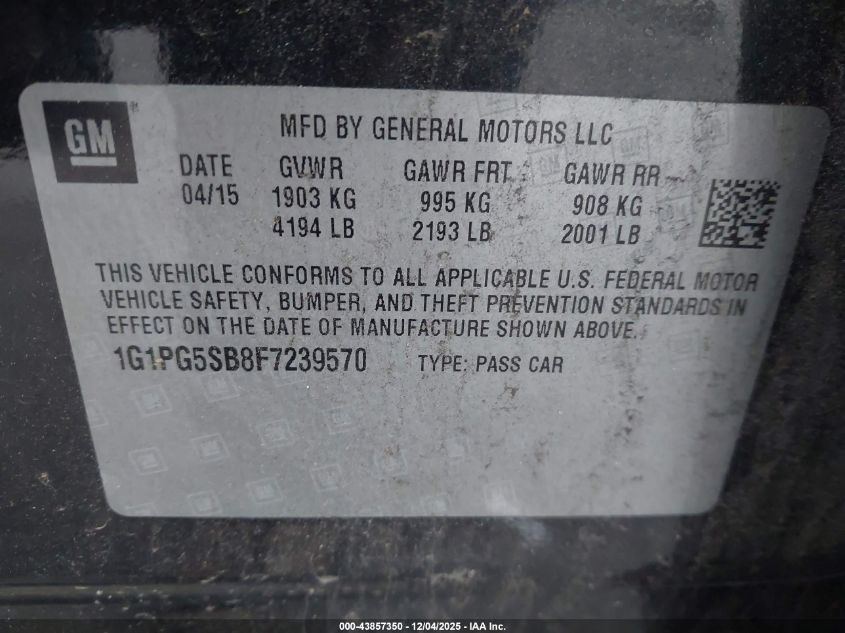 GM ®
MFD BY GENERAL MOTORS LLC
DATE GVWR GAWR FRT GAWR RR
04/15 1903 KG 995 KG 908 KG
4194 LB 2193 LB 2001 LB
THIS VEHICLE CONFORMS TO ALL APPLICABLE U.S. FEDERAL MOTOR
VEHICLE SAFETY, BUMPER, AND THEFT PREVENTION STANDARDS IN
EFFECT ON THE DATE OF MANUFACTURE SHOWN ABOVE.
1G1PG5SB8F7239570 TYPE: PASS CAR
000-43857350 - 12/04/2025 - IAA Inc.